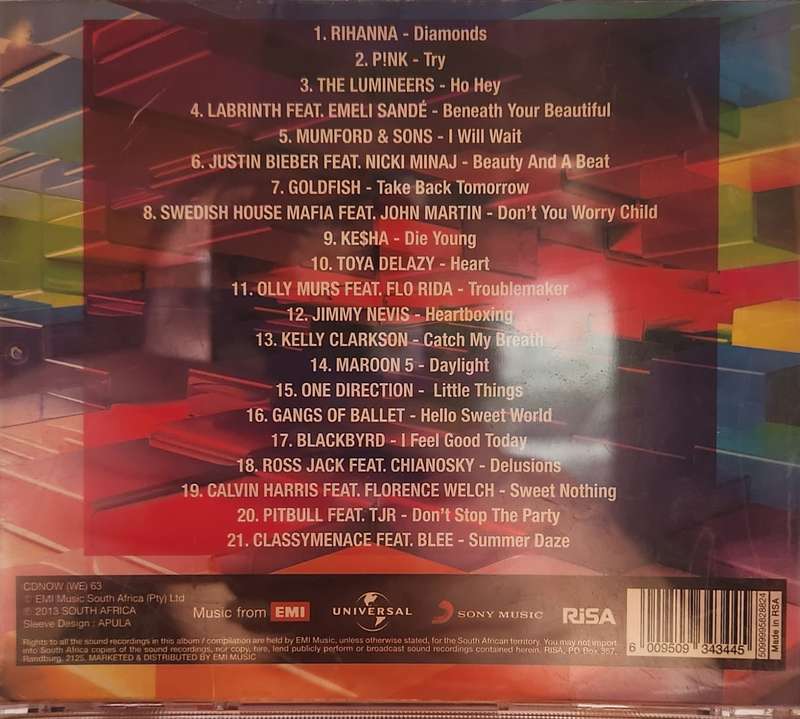 1. RIHANNA - Diamonds
2. P!NK - Try
3. THE LUMINEERS - Ho Hey
4. LABRINTH FEAT. EMELI SANDÉ - Beneath Your Beautiful
5. MUMFORD & SONS - I Will Wait
6. JUSTIN BIEBER FEAT. NICKI MINAJ - Beauty And A Beat
7. GOLDFISH - Take Back Tomorrow
8. SWEDISH HOUSE MAFIA FEAT. JOHN MARTIN - Don't You Worry Child
9. KE$HA - Die Young
10. TOYA DELAZY - Heart
11. OLLY MURS FEAT. FLO RIDA - Troublemaker
12. JIMMY NEVIS - Heartboxing
13. KELLY CLARKSON - Catch My Breath
14. MAROON 5 - Daylight
15. ONE DIRECTION - Little Things
16. GANGS OF BALLET - Hello Sweet World
17. BLACKBYRD - I Feel Good Today
18. ROSS JACK FEAT. CHIANOSKY - Delusions
19. CALVIN HARRIS FEAT. FLORENCE WELCH - Sweet Nothing
20. PITBULL FEAT. TJR - Don't Stop The Party
21. CLASSYMENACE FEAT. BLEE - Summer Daze
CDNOW (WE) 63
© EMI Music South Africa (Pty) Ltd
℗ 2013 SOUTH AFRICA
Sleeve Design : APULA
Music from EMI
UNIVERSAL
SONY MUSIC
RiSA
Rights to all the sound recordings in this album / compilation are held by EMI Music, unless otherwise stated, for the South African territory. You may not import
into South Africa copies of the sound recordings, nor copy, hire, lend publicly perform or broadcast sound recordings contained herein. RISA, PO Box 367,
Randburg, 2125. MARKETED & DISTRIBUTED BY EMI MUSIC
6 009509 343445
5099995828824
Made in RSA